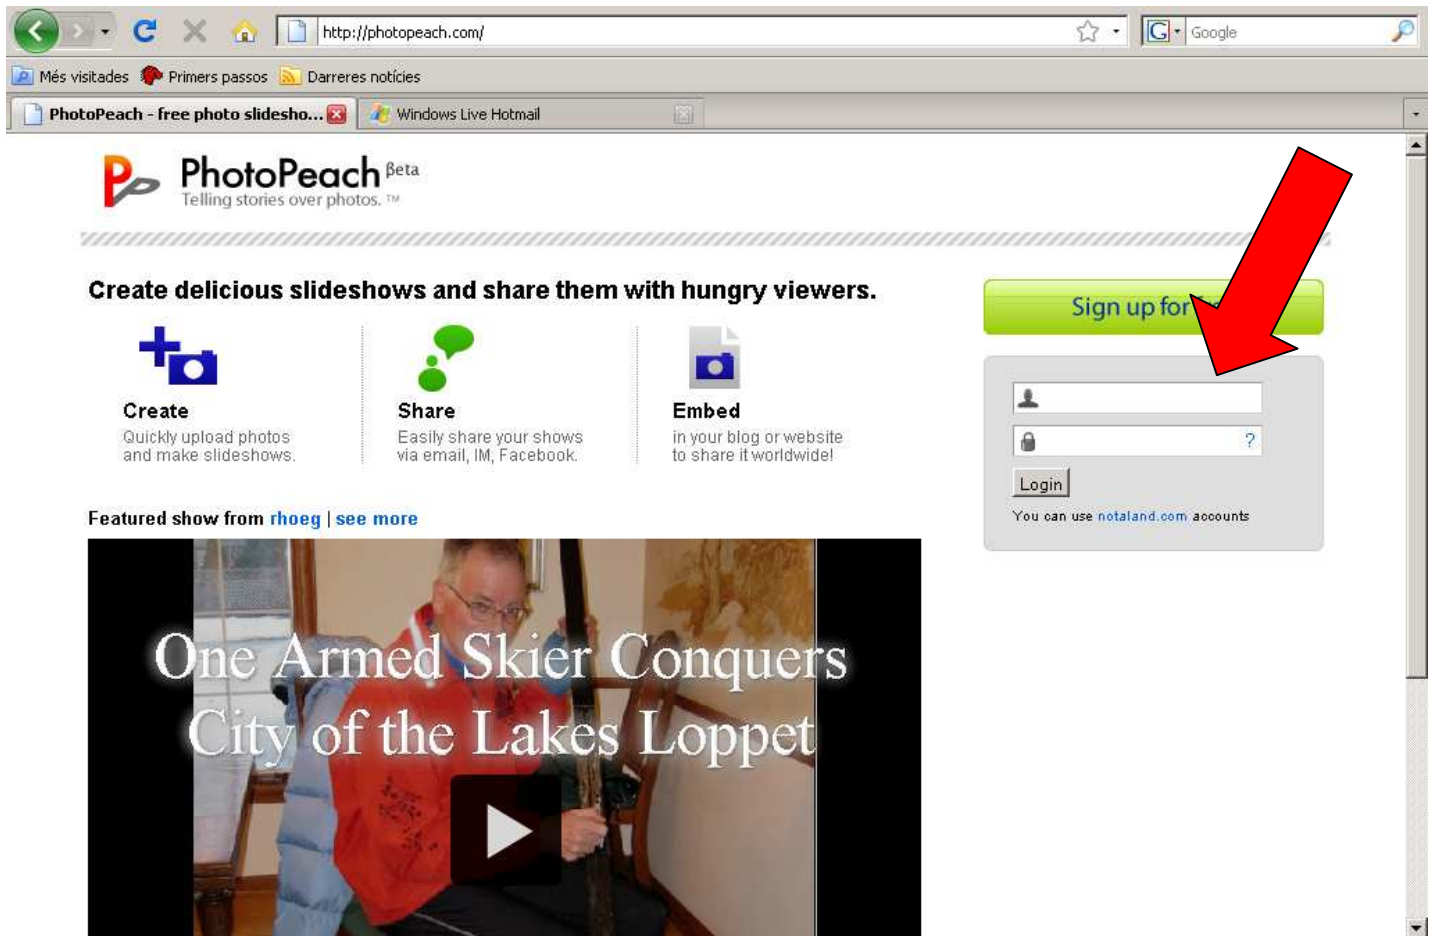 http://photopeach.com/
Google
Més visitades Primers passos Darreres notícies
PhotoPeach - free photo slidesho... Windows Live Hotmail
PhotoPeach Beta
Telling stories over photos. ™
Create delicious slideshows and share them with hungry viewers.
Sign up for
Create
Quickly upload photos
and make slideshows.
Share
Easily share your shows
via email, IM, Facebook.
Embed
in your blog or website
to share it worldwide!
?
Login
You can use notaland.com accounts
Featured show from rhoeg | see more
One Armed Skier Conquers
City of the Lakes Loppet